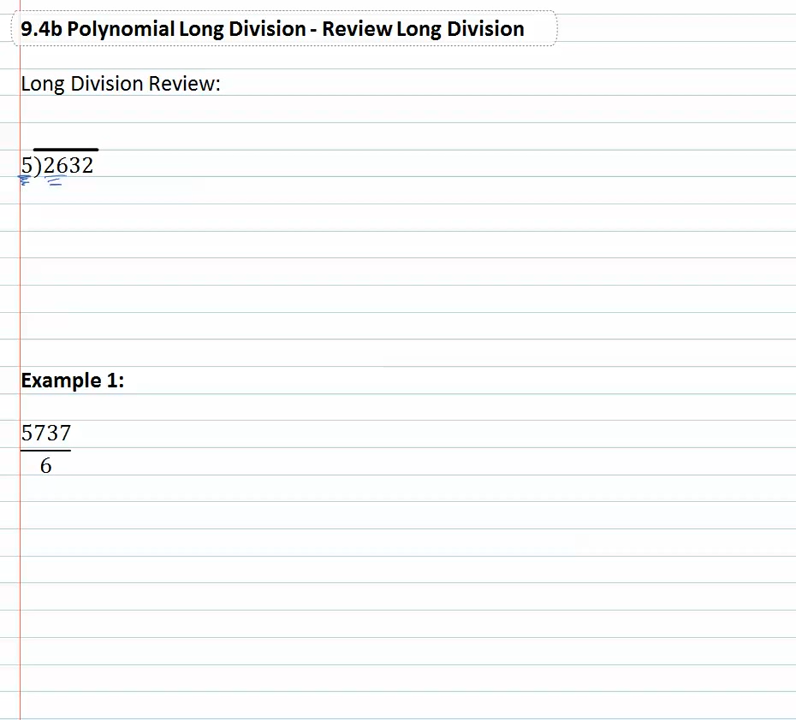 9.4b Polynomial Long Division - Review Long Division
Long Division Review:
5)2632
Example 1:
5737
6